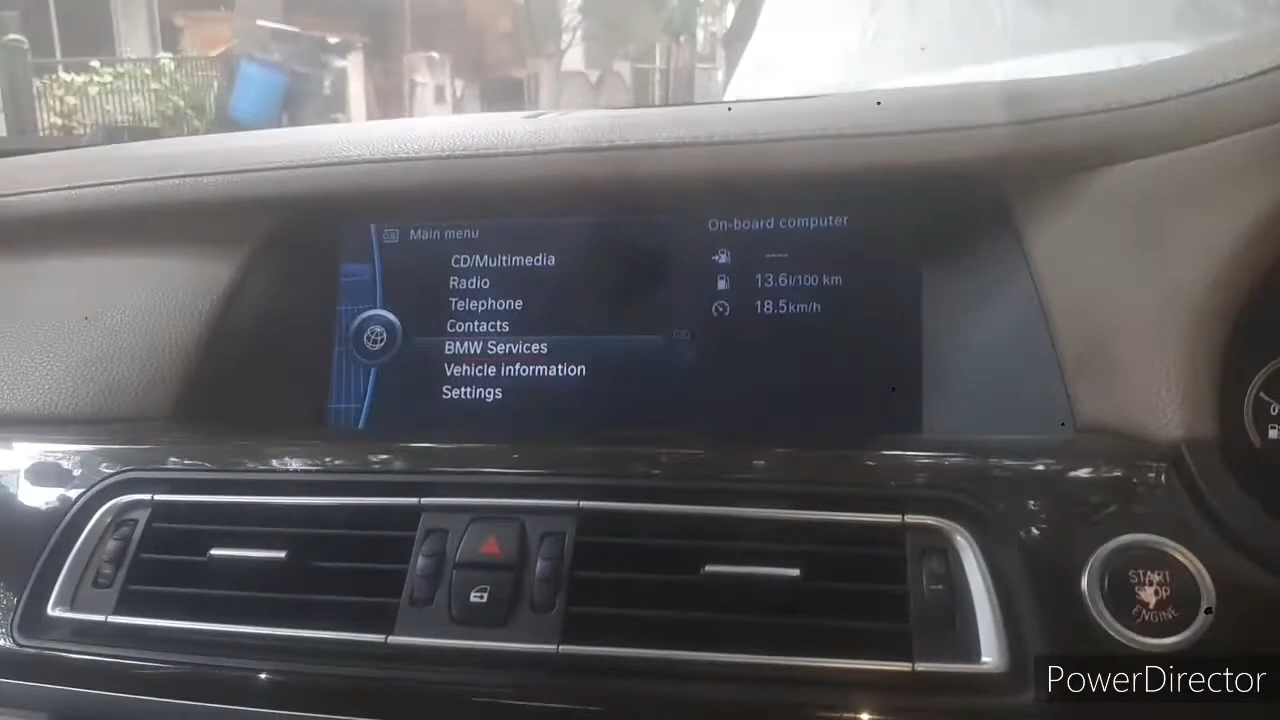 Main menu
CD/Multimedia
Radio
Telephone
Contacts
BMW Services
Vehicle information
Settings
On-board computer
----
13.6l/100 km
18.5km/h
START
STOP
ENGINE
PowerDirector